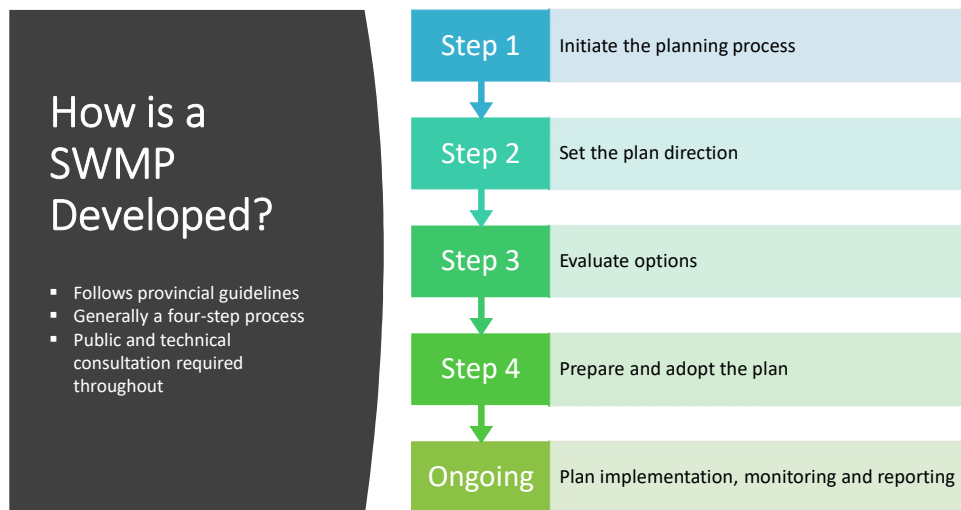 How is a
SWMP
Developed?
▪ Follows provincial guidelines
▪ Generally a four-step process
▪ Public and technical
consultation required
throughout
Step 1
Initiate the planning process
Step 2
Set the plan direction
Step 3
Evaluate options
Step 4
Prepare and adopt the plan
Ongoing
Plan implementation, monitoring and reporting